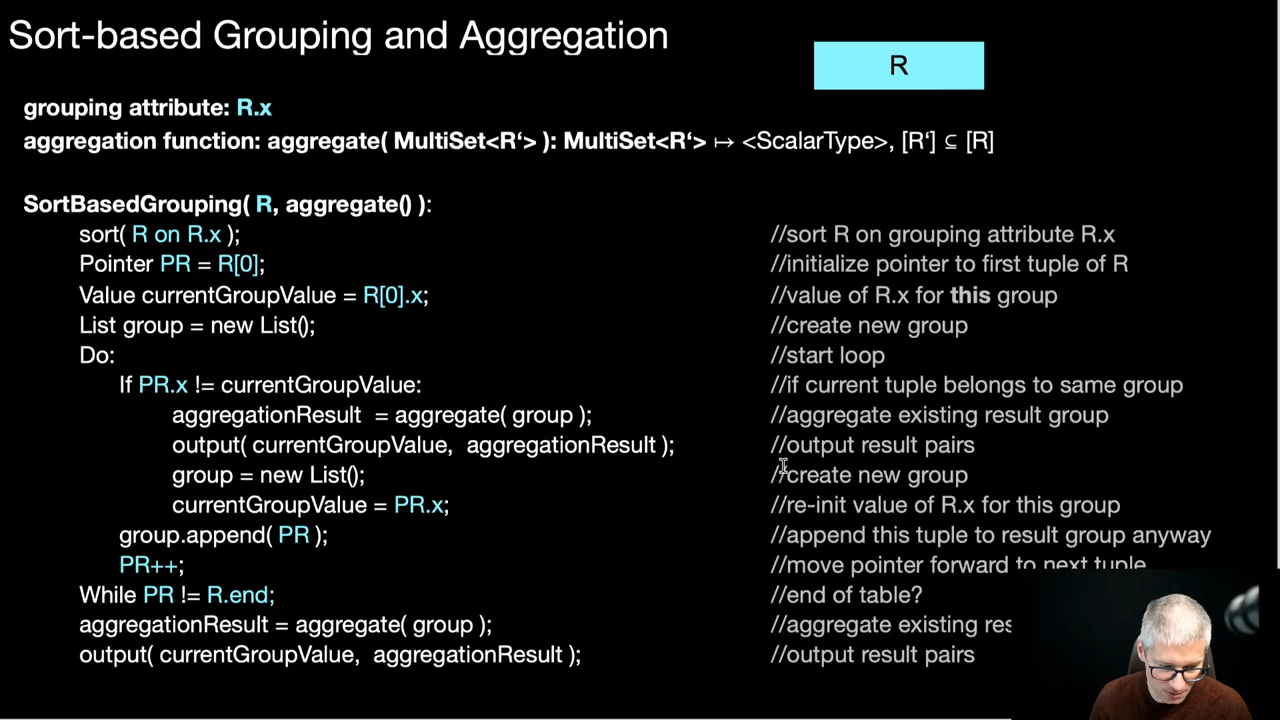 Sort-based Grouping and Aggregation
R
grouping attribute: R.x
aggregation function: aggregate( MultiSet<R‘> ): MultiSet<R‘> ↦ <ScalarType>, [R‘] ⊆ [R]
SortBasedGrouping( R, aggregate() ):
sort( R on R.x ); //sort R on grouping attribute R.x
Pointer PR = R[0]; //initialize pointer to first tuple of R
Value currentGroupValue = R[0].x; //value of R.x for this group
List group = new List(); //create new group
Do: //start loop
If PR.x != currentGroupValue: //if current tuple belongs to same group
aggregationResult = aggregate( group ); //aggregate existing result group
output( currentGroupValue, aggregationResult ); //output result pairs
group = new List(); //create new group
currentGroupValue = PR.x; //re-init value of R.x for this group
group.append( PR ); //append this tuple to result group anyway
PR++; //move pointer forward to next tuple
While PR != R.end; //end of table?
aggregationResult = aggregate( group ); //aggregate existing
output( currentGroupValue, aggregationResult ); //output result pairs